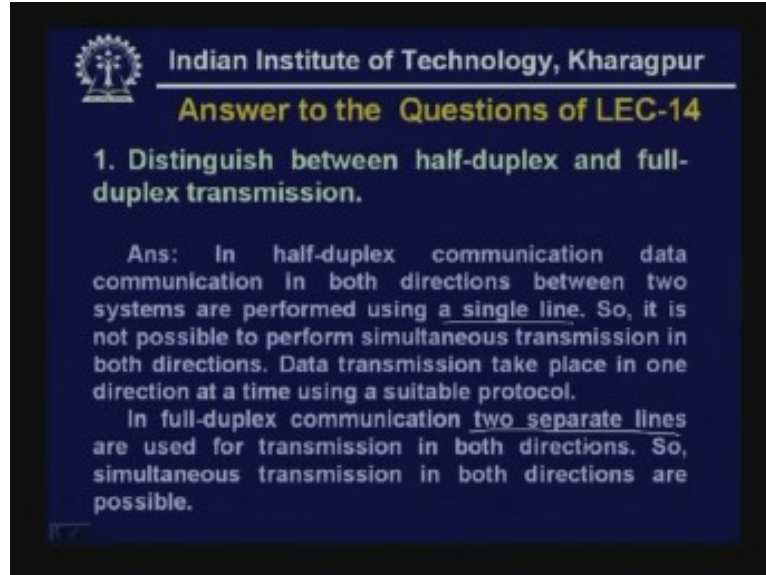 Indian Institute of Technology, Kharagpur
Answer to the Questions of LEC-14
1. Distinguish between half-duplex and full-
duplex transmission.
Ans: In half-duplex communication data
communication in both directions between two
systems are performed using a single line. So, it is
not possible to perform simultaneous transmission in
both directions. Data transmission take place in one
direction at a time using a suitable protocol.
In full-duplex communication two separate lines
are used for transmission in both directions. So,
simultaneous transmission in both directions are
possible.